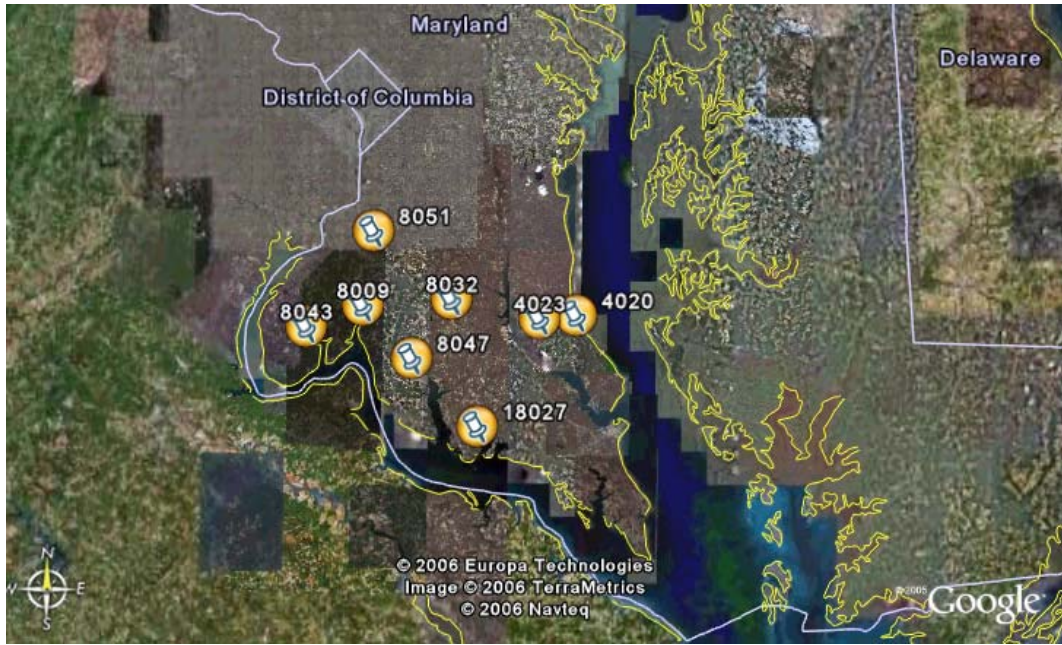 Maryland
Delaware
District of Columbia
8051
8032
8009
4023
4020
8043
8047
18027
© 2006 Europa Technologies
Image © 2006 TerraMetrics
© 2006 Navteq
N
W
E
S
© 2005
Google